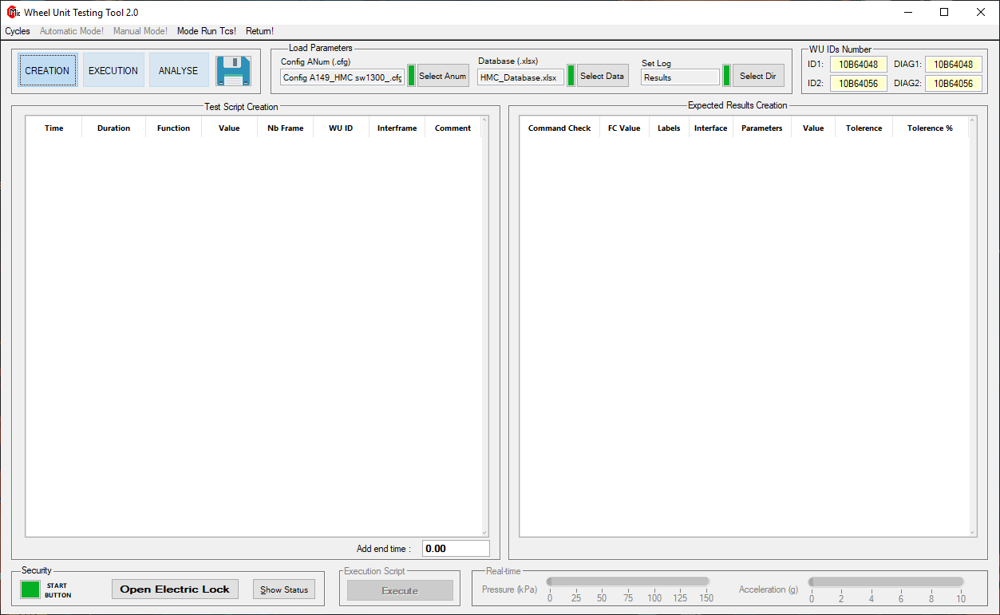 Wheel Unit Testing Tool 2.0
Cycles Automatic Mode! Manual Mode! Mode Run Tcs! Return!
CREATION EXECUTION ANALYSE
Load Parameters
Config ANum (.cfg) Database (.xlsx) Set Log
Config A149_HMC sw1300_.cfg Select Anum HMC_Database.xlsx Select Data Results Select Dir
WU IDs Number
ID1: 10B64048 DIAG1: 10B64048
ID2: 10B64056 DIAG2: 10B64056
Test Script Creation
Time Duration Function Value Nb Frame WU ID Interframe Comment
Add end time : 0.00
Expected Results Creation
Command Check FC Value Labels Interface Parameters Value Tolerence Tolerence %
Security
START
BUTTON
Open Electric Lock Show Status
Execution Script
Execute
Real-time
Pressure (kPa)
0 25 50 75 100 125 150
Acceleration (g)
0 2 4 6 8 10